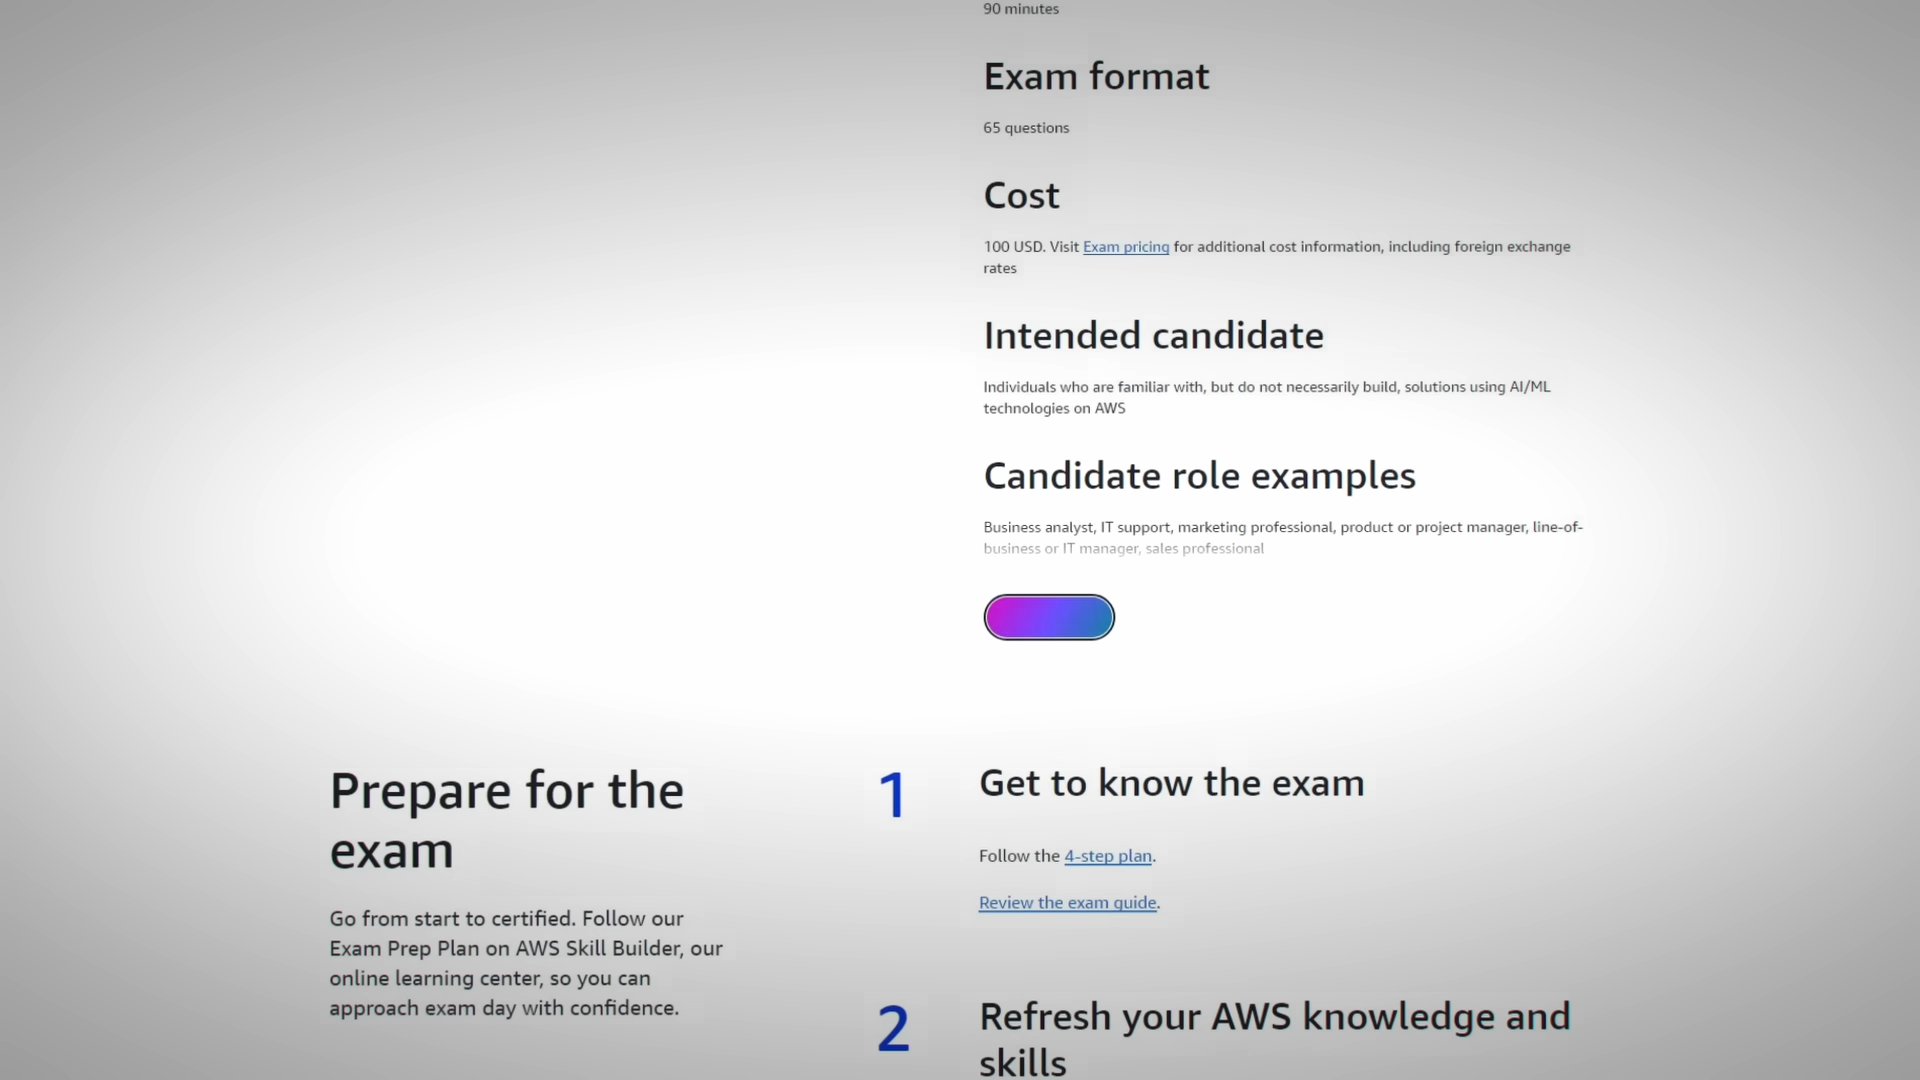 90 minutes
Exam format
65 questions
Cost
100 USD. Visit Exam pricing for additional cost information, including foreign exchange
rates
Intended candidate
Individuals who are familiar with, but do not necessarily build, solutions using AI/ML
technologies on AWS
Candidate role examples
Business analyst, IT support, marketing professional, product or project manager, line-of-
business or IT manager, sales professional
Prepare for the
exam
Go from start to certified. Follow our
Exam Prep Plan on AWS Skill Builder, our
online learning center, so you can
approach exam day with confidence.
1
Get to know the exam
Follow the 4-step plan.
Review the exam guide.
2
Refresh your AWS knowledge and
skills